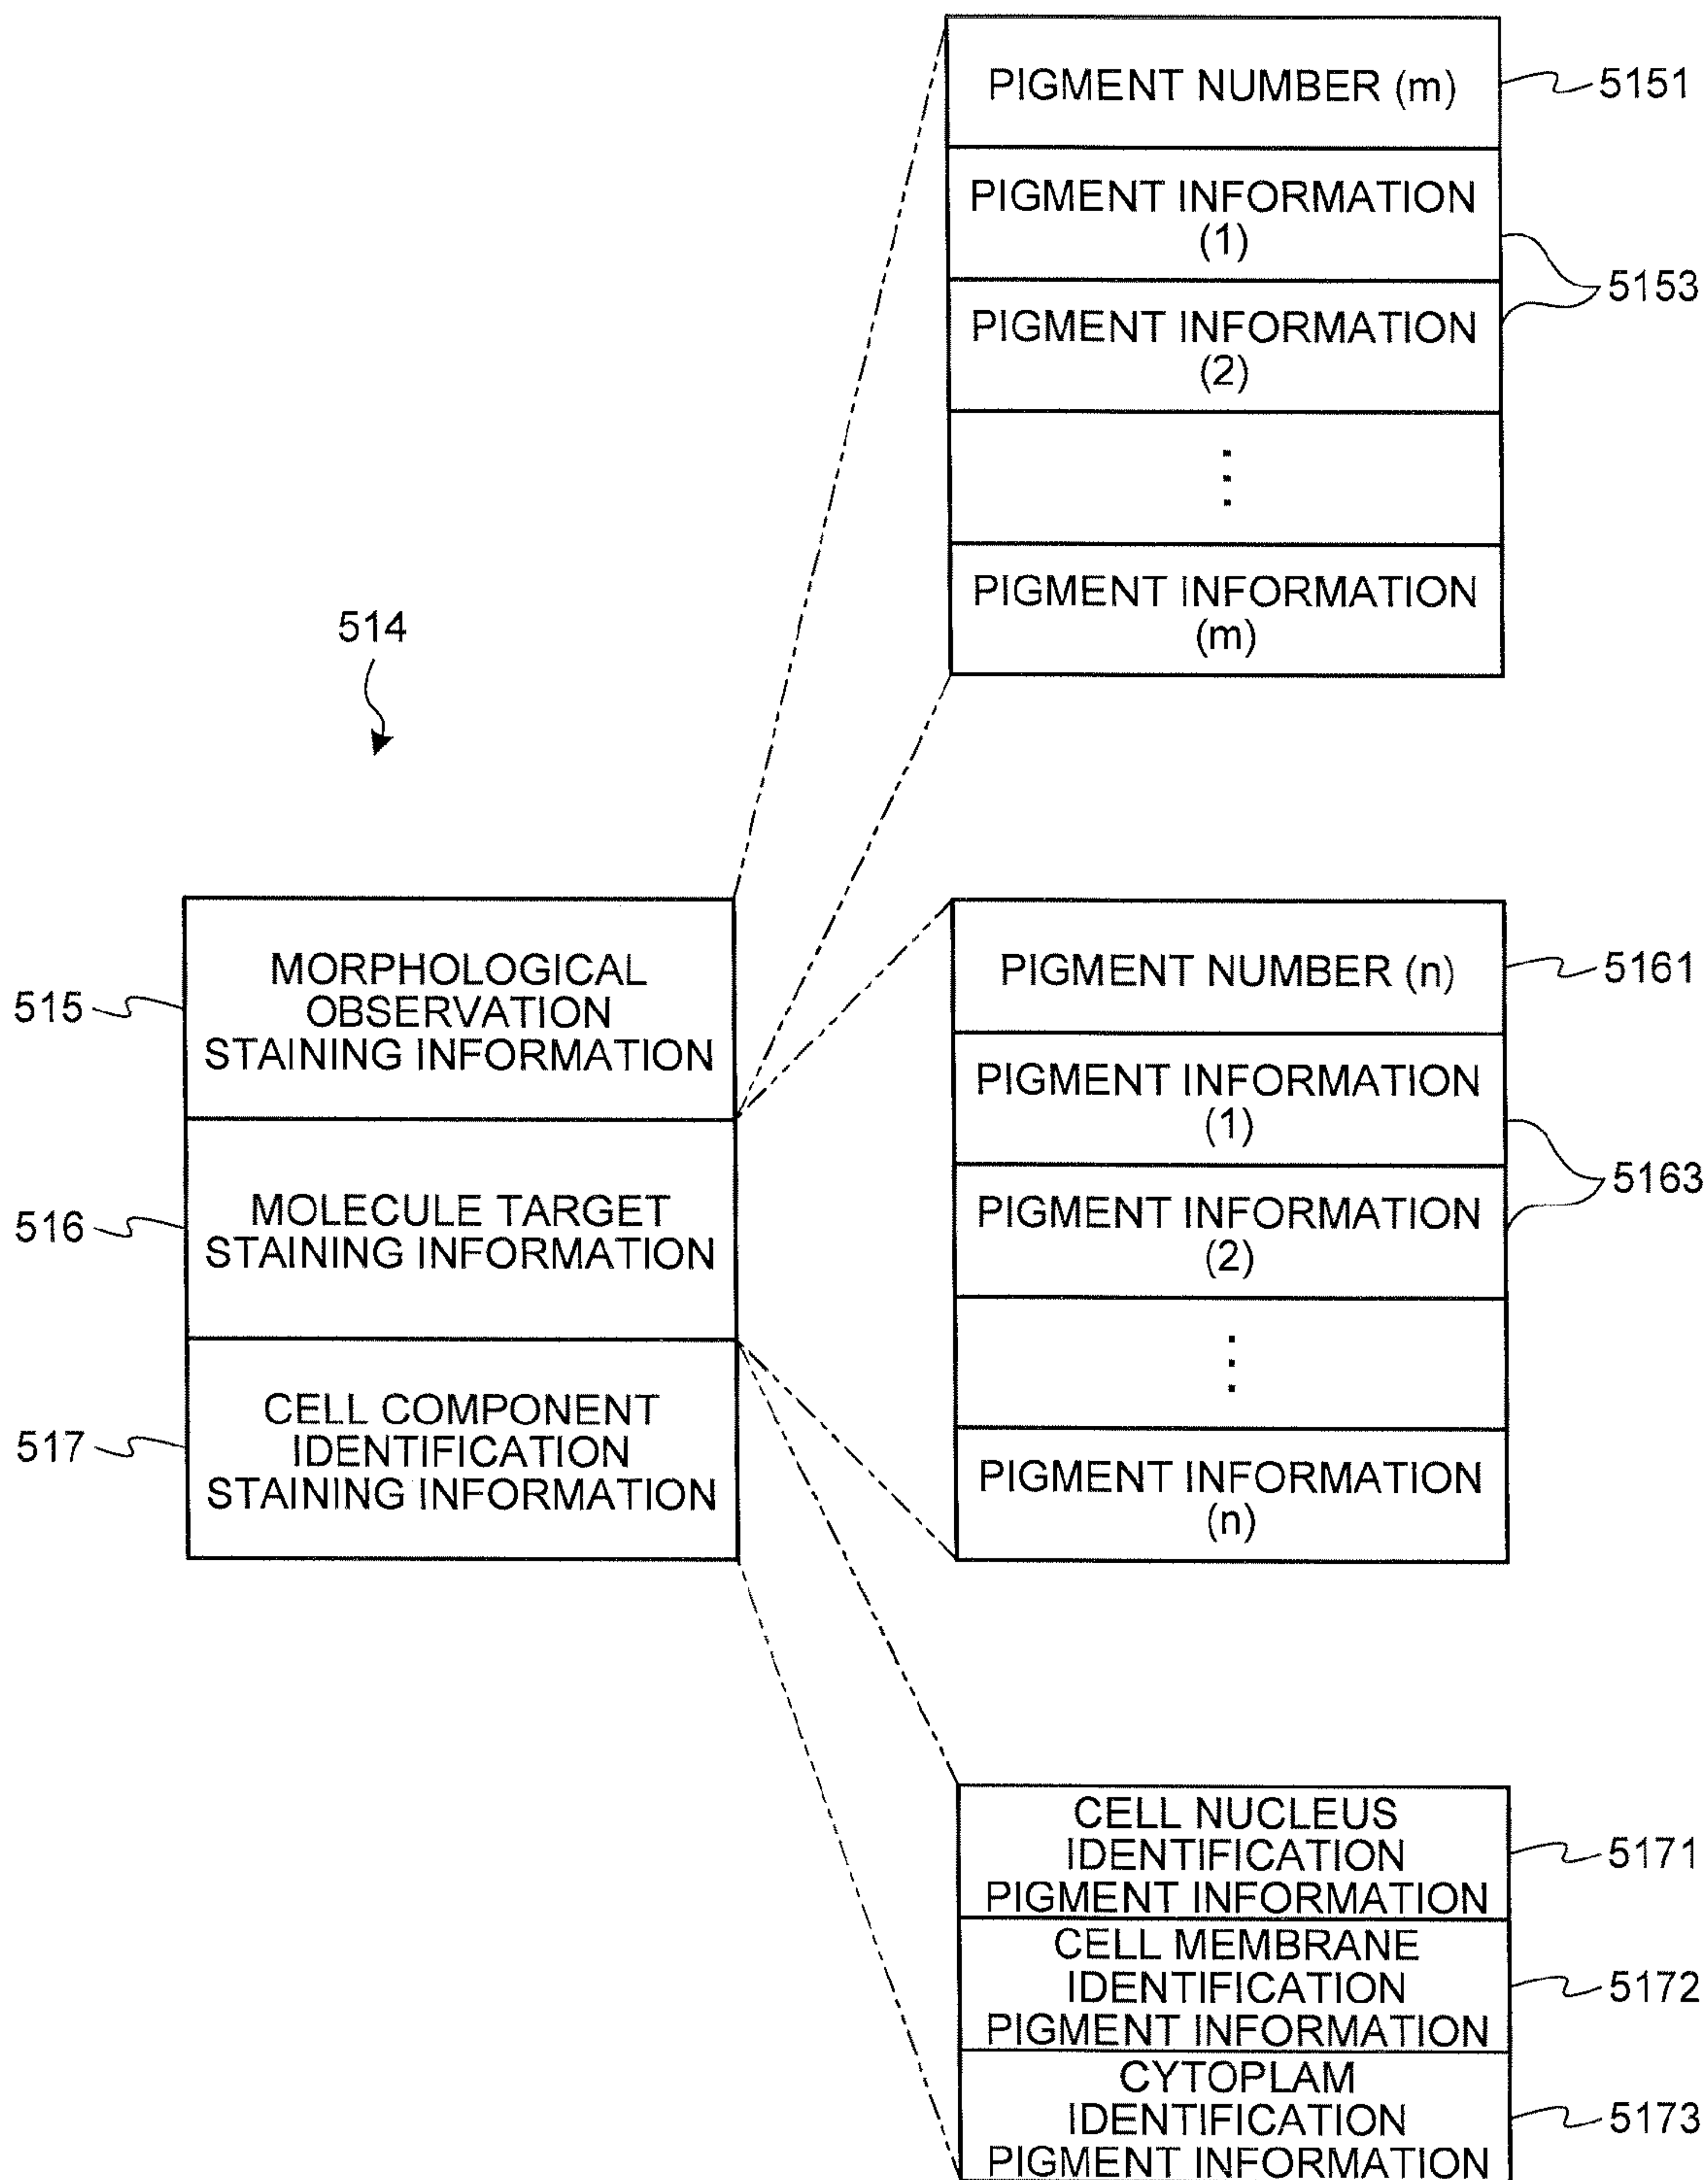 PIGMENT NUMBER (m)
5151
PIGMENT INFORMATION
(1)
5153
PIGMENT INFORMATION
(2)
⋮
PIGMENT INFORMATION
(m)
514
515
MORPHOLOGICAL
OBSERVATION
STAINING INFORMATION
516
MOLECULE TARGET
STAINING INFORMATION
517
CELL COMPONENT
IDENTIFICATION
STAINING INFORMATION
PIGMENT NUMBER (n)
5161
PIGMENT INFORMATION
(1)
5163
PIGMENT INFORMATION
(2)
⋮
PIGMENT INFORMATION
(n)
CELL NUCLEUS
IDENTIFICATION
PIGMENT INFORMATION
5171
CELL MEMBRANE
IDENTIFICATION
PIGMENT INFORMATION
5172
CYTOPLAM
IDENTIFICATION
PIGMENT INFORMATION
5173